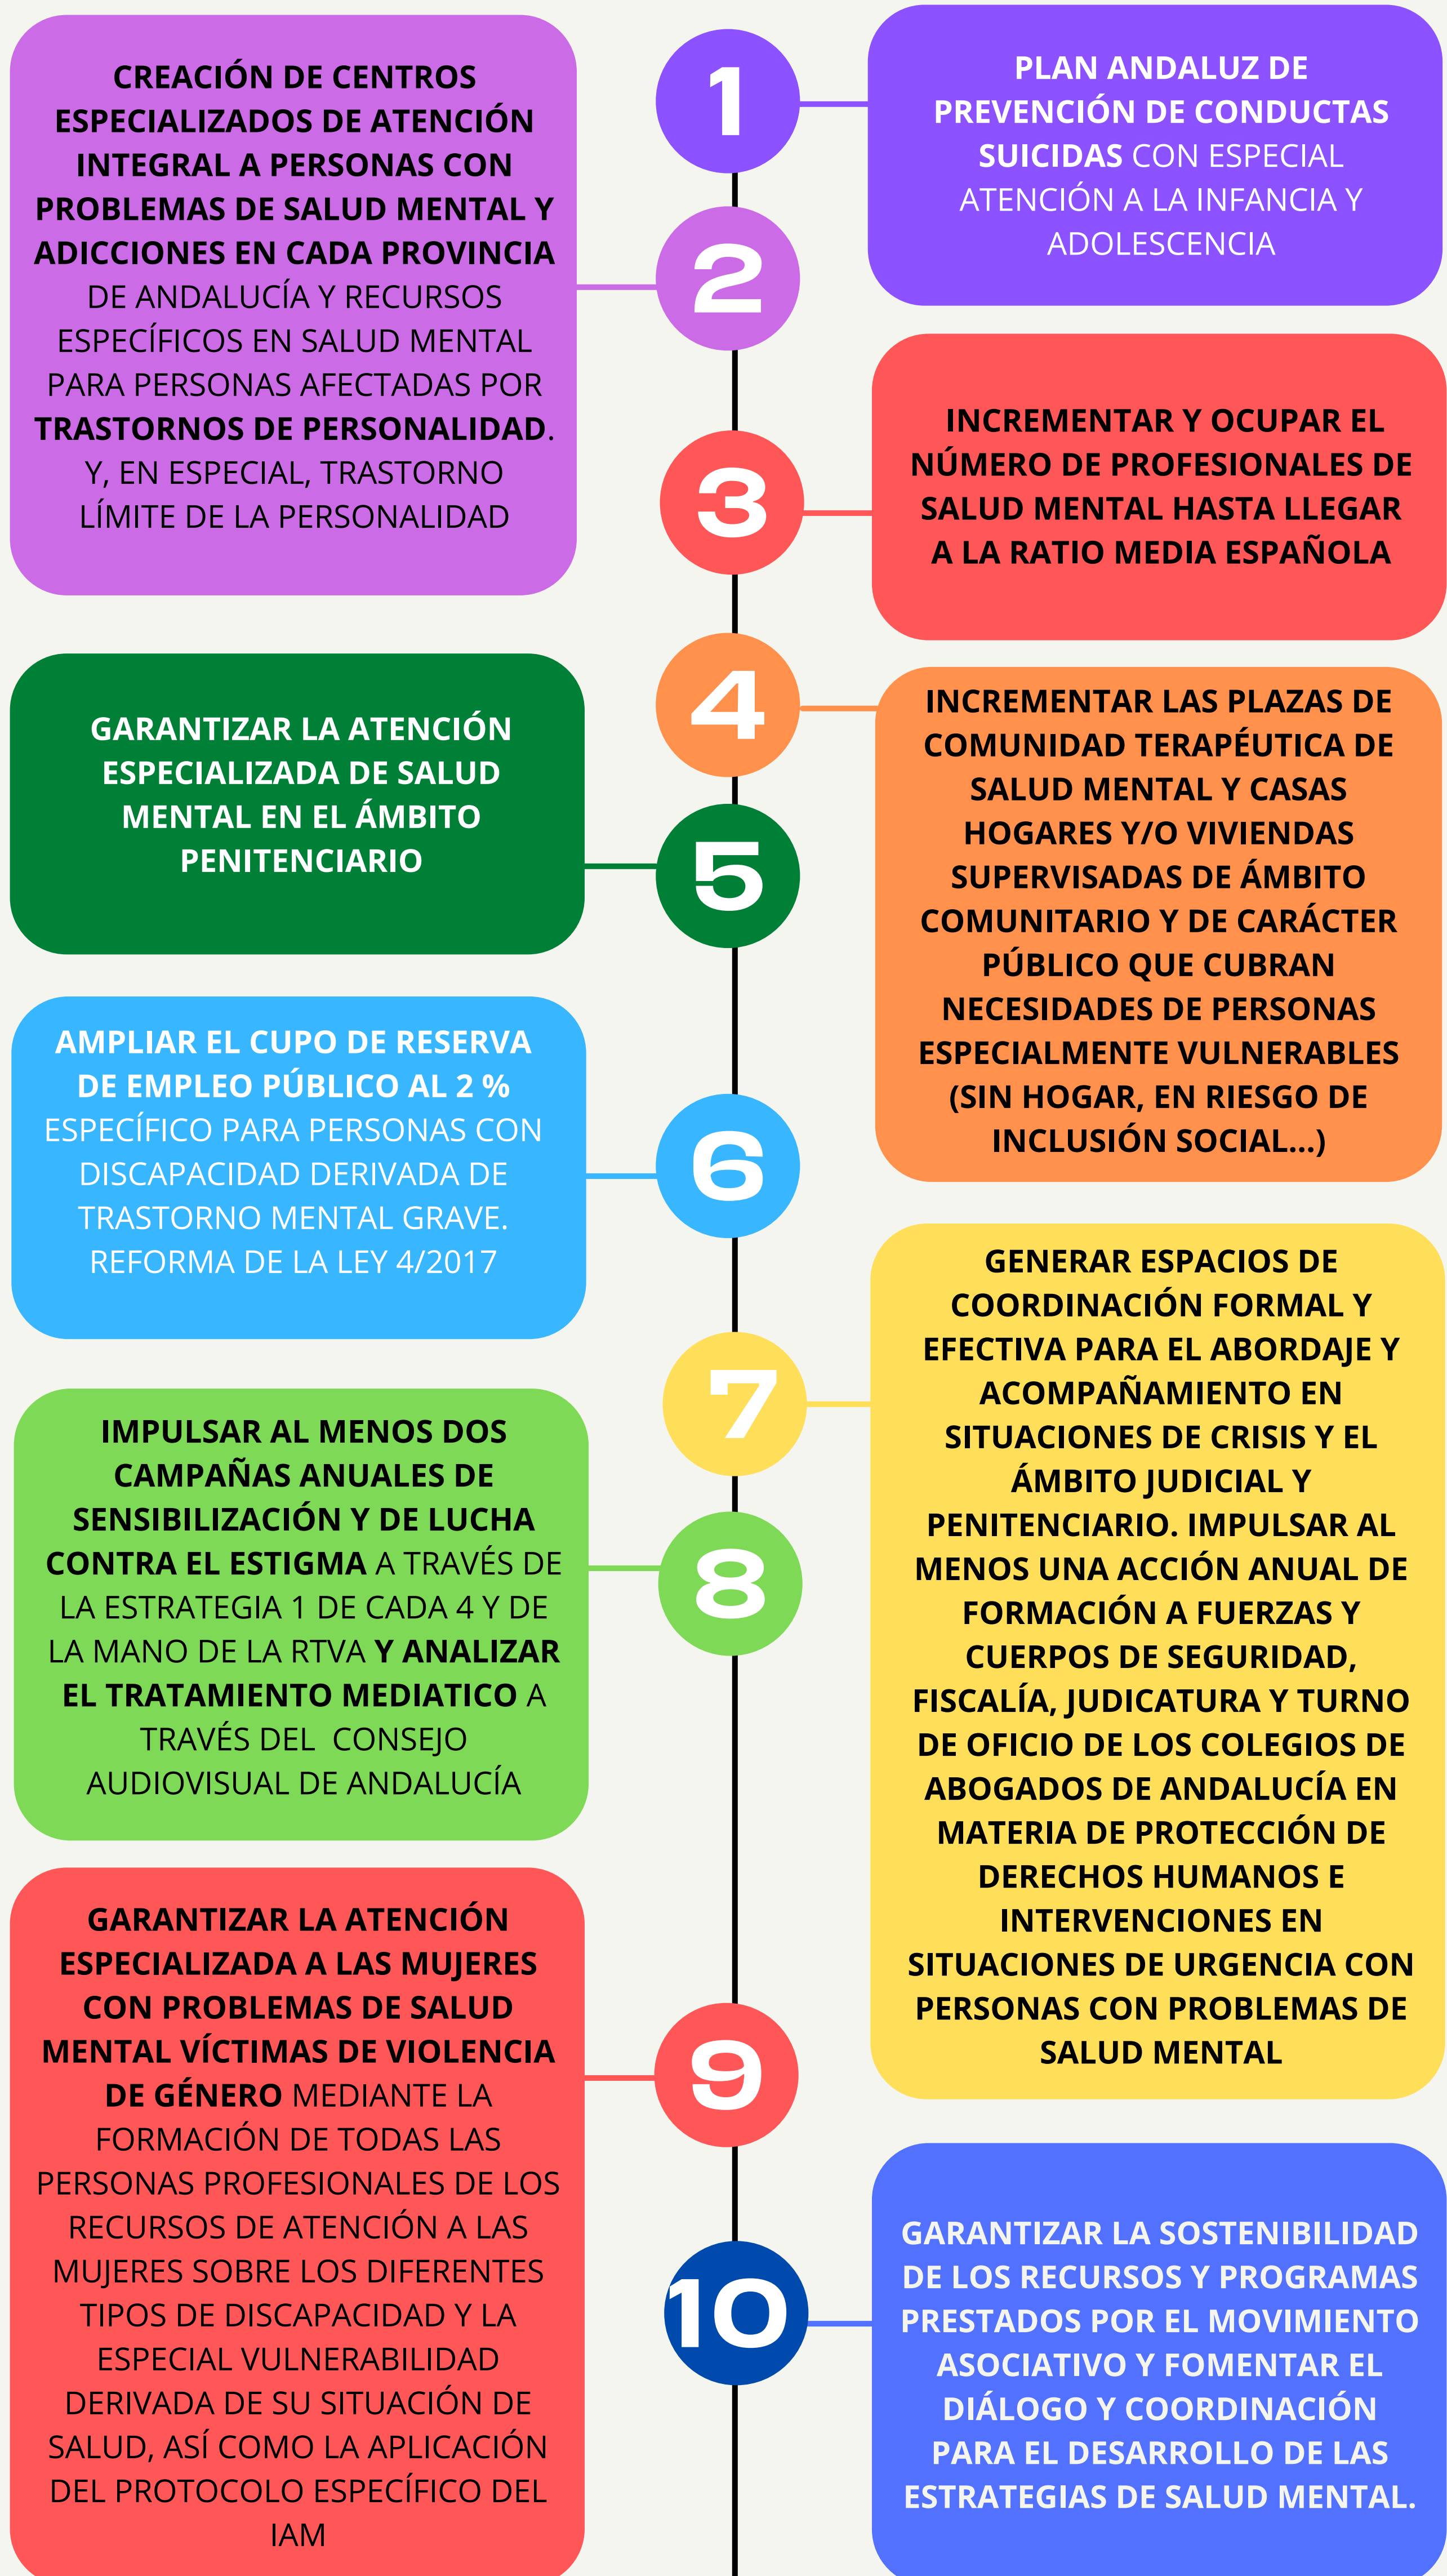 1
PLAN ANDALUZ DE
PREVENCIÓN DE CONDUCTAS
SUICIDAS CON ESPECIAL
ATENCIÓN A LA INFANCIA Y
ADOLESCENCIA
CREACIÓN DE CENTROS
ESPECIALIZADOS DE ATENCIÓN
INTEGRAL A PERSONAS CON
PROBLEMAS DE SALUD MENTAL Y
ADICCIONES EN CADA PROVINCIA
DE ANDALUCÍA Y RECURSOS
ESPECÍFICOS EN SALUD MENTAL
PARA PERSONAS AFECTADAS POR
TRASTORNOS DE PERSONALIDAD.
Y, EN ESPECIAL, TRASTORNO
LÍMITE DE LA PERSONALIDAD
2
3
INCREMENTAR Y OCUPAR EL
NÚMERO DE PROFESIONALES DE
SALUD MENTAL HASTA LLEGAR
A LA RATIO MEDIA ESPAÑOLA
4
INCREMENTAR LAS PLAZAS DE
COMUNIDAD TERAPÉUTICA DE
SALUD MENTAL Y CASAS
HOGARES Y/O VIVIENDAS
SUPERVISADAS DE ÁMBITO
COMUNITARIO Y DE CARÁCTER
PÚBLICO QUE CUBRAN
NECESIDADES DE PERSONAS
ESPECIALMENTE VULNERABLES
(SIN HOGAR, EN RIESGO DE
INCLUSIÓN SOCIAL...)
GARANTIZAR LA ATENCIÓN
ESPECIALIZADA DE SALUD
MENTAL EN EL ÁMBITO
PENITENCIARIO
5
AMPLIAR EL CUPO DE RESERVA
DE EMPLEO PÚBLICO AL 2 %
ESPECÍFICO PARA PERSONAS CON
DISCAPACIDAD DERIVADA DE
TRASTORNO MENTAL GRAVE.
REFORMA DE LA LEY 4/2017
6
7
GENERAR ESPACIOS DE
COORDINACIÓN FORMAL Y
EFECTIVA PARA EL ABORDAJE Y
ACOMPAÑAMIENTO EN
SITUACIONES DE CRISIS Y EL
ÁMBITO JUDICIAL Y
PENITENCIARIO. IMPULSAR AL
MENOS UNA ACCIÓN ANUAL DE
FORMACIÓN A FUERZAS Y
CUERPOS DE SEGURIDAD,
FISCALÍA, JUDICATURA Y TURNO
DE OFICIO DE LOS COLEGIOS DE
ABOGADOS DE ANDALUCÍA EN
MATERIA DE PROTECCIÓN DE
DERECHOS HUMANOS E
INTERVENCIONES EN
SITUACIONES DE URGENCIA CON
PERSONAS CON PROBLEMAS DE
SALUD MENTAL
IMPULSAR AL MENOS DOS
CAMPAÑAS ANUALES DE
SENSIBILIZACIÓN Y DE LUCHA
CONTRA EL ESTIGMA A TRAVÉS DE
LA ESTRATEGIA 1 DE CADA 4 Y DE
LA MANO DE LA RTVA Y ANALIZAR
EL TRATAMIENTO MEDIATICO A
TRAVÉS DEL CONSEJO
AUDIOVISUAL DE ANDALUCÍA
8
GARANTIZAR LA ATENCIÓN
ESPECIALIZADA A LAS MUJERES
CON PROBLEMAS DE SALUD
MENTAL VÍCTIMAS DE VIOLENCIA
DE GÉNERO MEDIANTE LA
FORMACIÓN DE TODAS LAS
PERSONAS PROFESIONALES DE LOS
RECURSOS DE ATENCIÓN A LAS
MUJERES SOBRE LOS DIFERENTES
TIPOS DE DISCAPACIDAD Y LA
ESPECIAL VULNERABILIDAD
DERIVADA DE SU SITUACIÓN DE
SALUD, ASÍ COMO LA APLICACIÓN
DEL PROTOCOLO ESPECÍFICO DEL
IAM
9
10
GARANTIZAR LA SOSTENIBILIDAD
DE LOS RECURSOS Y PROGRAMAS
PRESTADOS POR EL MOVIMIENTO
ASOCIATIVO Y FOMENTAR EL
DIÁLOGO Y COORDINACIÓN
PARA EL DESARROLLO DE LAS
ESTRATEGIAS DE SALUD MENTAL.